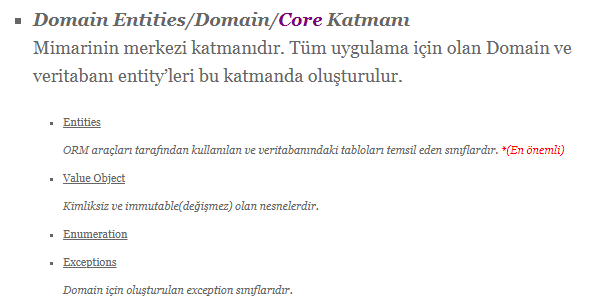 Domain Entities/Domain/Core Katmanı
Mimarinin merkezi katmanıdır. Tüm uygulama için olan Domain ve
veritabanı entity’leri bu katmanda oluşturulur.
Entities
ORM araçları tarafından kullanılan ve veritabanındaki tabloları temsil eden sınıflardır. *(En önemli)
Value Object
Kimliksiz ve immutable(değişmez) olan nesnelerdir.
Enumeration
Exceptions
Domain için oluşturulan exception sınıflarıdır.